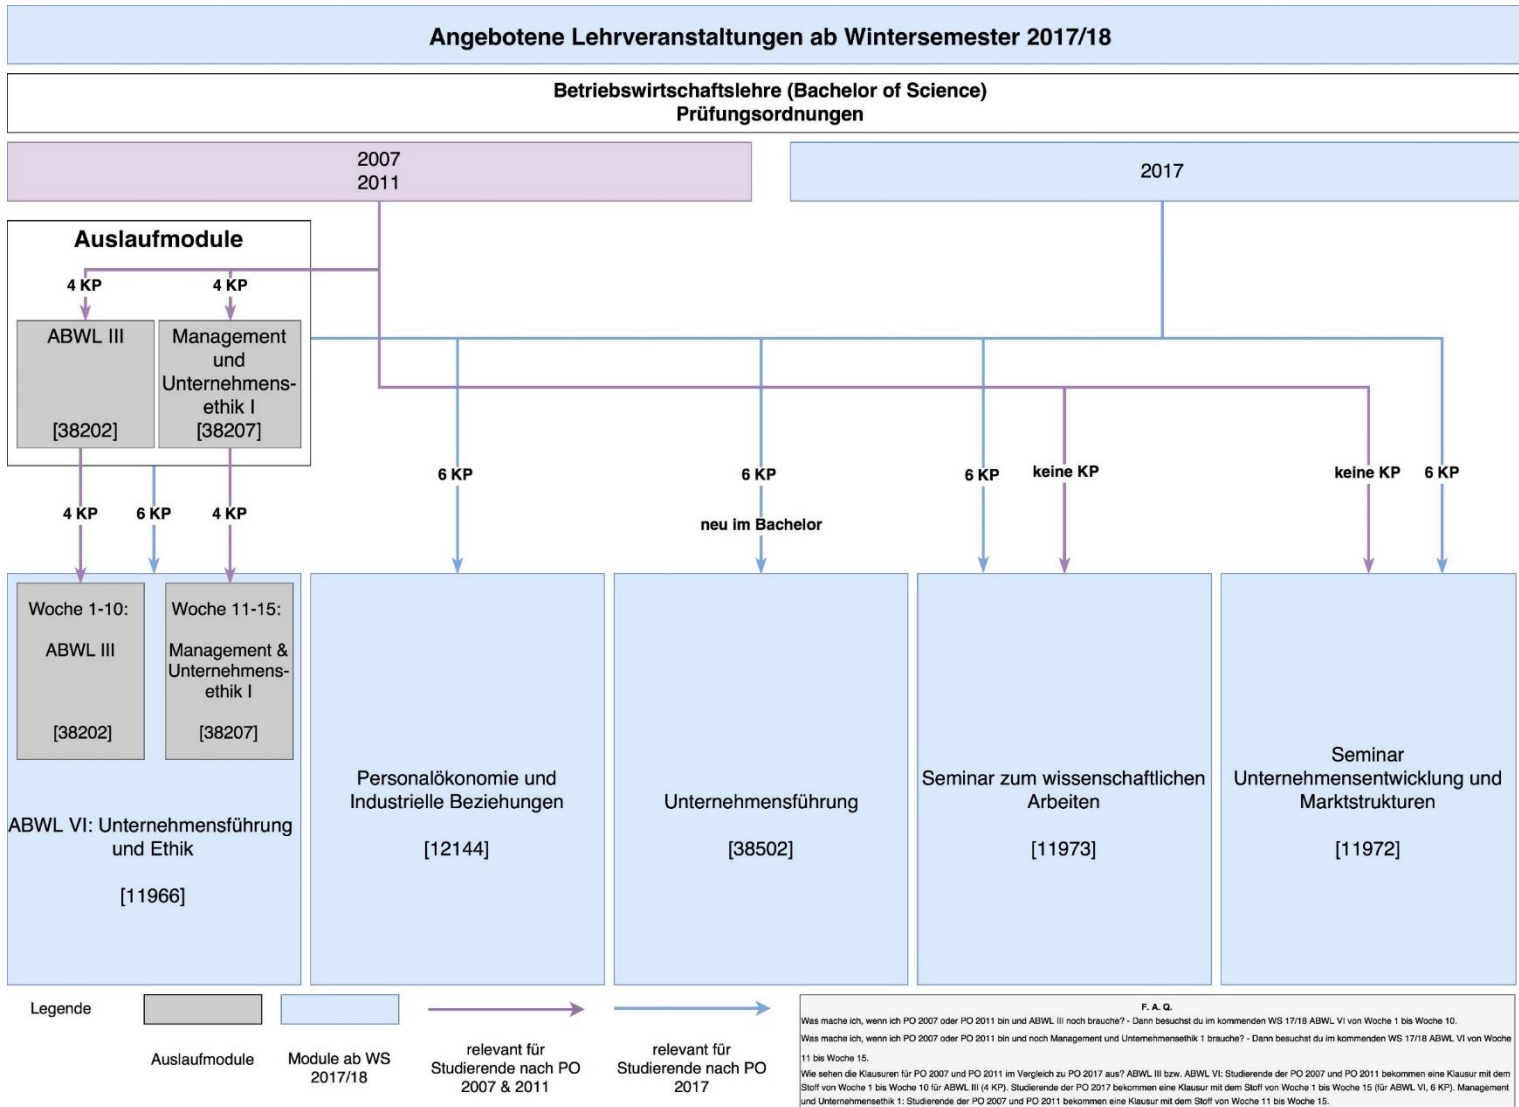 Angebotene Lehrveranstaltungen ab Wintersemester 2017/18
Betriebswirtschaftslehre (Bachelor of Science)
Prüfungsordnungen
2007
2011
2017
Auslaufmodule
4 KP
4 KP
ABWL III
[38202]
Management
und
Unternehmens-
ethik I
[38207]
4 KP
6 KP
4 KP
6 KP
6 KP
neu im Bachelor
6 KP
keine KP
keine KP
6 KP
Woche 1-10:
ABWL III
[38202]
Woche 11-15:
Management &
Unternehmens-
ethik I
[38207]
ABWL VI: Unternehmensführung
und Ethik
[11966]
Personalökonomie und
Industrielle Beziehungen
[12144]
Unternehmensführung
[38502]
Seminar zum wissenschaftlichen
Arbeiten
[11973]
Seminar
Unternehmensentwicklung und
Marktstrukturen
[11972]
Legende
Auslaufmodule
Module ab WS
2017/18
relevant für
Studierende nach PO
2007 & 2011
relevant für
Studierende nach PO
2017
F. A. Q.
Was mache ich, wenn ich PO 2007 oder PO 2011 bin und ABWL III noch brauche? - Dann besuchst du im kommenden WS 17/18 ABWL VI von Woche 1 bis Woche 10.
Was mache ich, wenn ich PO 2007 oder PO 2011 bin und noch Management und Unternehmensethik 1 brauche? - Dann besuchst du im kommenden WS 17/18 ABWL VI von Woche
11 bis Woche 15.
Wie sehen die Klausuren für PO 2007 und PO 2011 im Vergleich zu PO 2017 aus? ABWL III bzw. ABWL VI: Studierende der PO 2007 und PO 2011 bekommen eine Klausur mit dem
Stoff von Woche 1 bis Woche 10 für ABWL III (4 KP). Studierende der PO 2017 bekommen eine Klausur mit dem Stoff von Woche 1 bis Woche 15 (für ABWL VI, 6 KP). Management
und Unternehmensethik 1: Studierende der PO 2007 und PO 2011 bekommen eine Klausur mit dem Stoff von Woche 11 bis Woche 15.